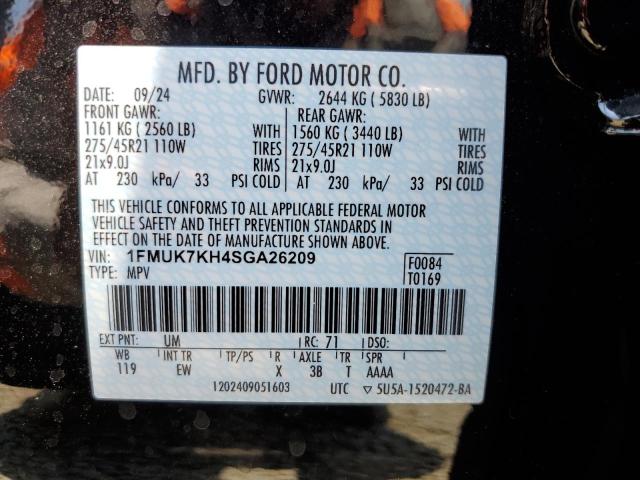 MFD. BY FORD MOTOR CO.
DATE: 09/24 GVWR: 2644 KG ( 5830 LB)
FRONT GAWR: REAR GAWR:
1161 KG ( 2560 LB) WITH 1560 KG ( 3440 LB) WITH
275/45R21 110W TIRES 275/45R21 110W TIRES
21x9.0J RIMS 21x9.0J RIMS
AT 230 kPa/ 33 PSI COLD AT 230 kPa/ 33 PSI COLD
THIS VEHICLE CONFORMS TO ALL APPLICABLE FEDERAL MOTOR
VEHICLE SAFETY AND THEFT PREVENTION STANDARDS IN
EFFECT ON THE DATE OF MANUFACTURE SHOWN ABOVE.
VIN: 1FMUK7KH4SGA26209 F0084
TYPE: MPV T0169
EXT PNT: UM RC: 71 DSO:
WB INT TR TP/PS R AXLE TR SPR
119 EW X 3B T AAAA
1202409051603 UTC ▽ 5U5A-1520472-BA